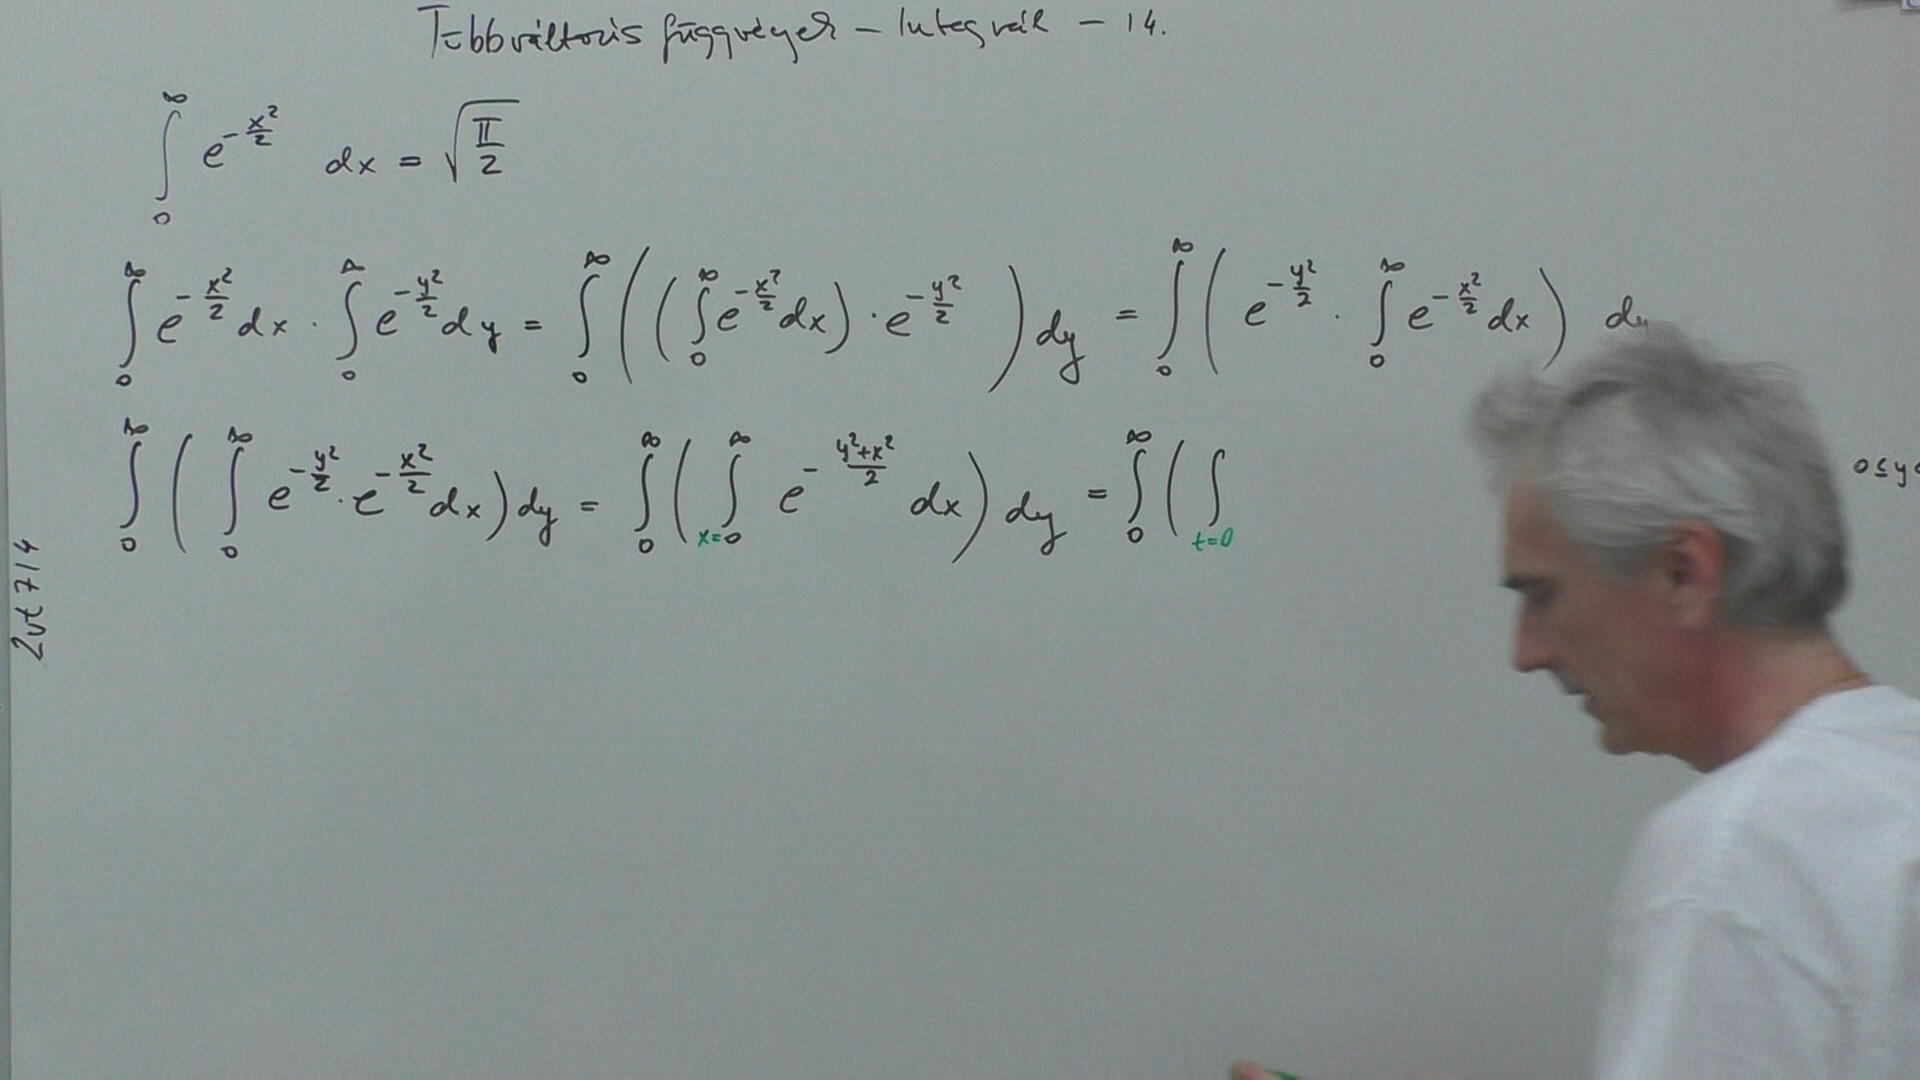 Többváltozós függvények – Integrál – 14.
∫₀^∞ e^{-x²/2} dx = √(π/2)
∫₀^∞ e^{-x²/2} dx · ∫₀^∞ e^{-y²/2} dy = ∫₀^∞ ( ( ∫₀^∞ e^{-x²/2} dx ) · e^{-y²/2} ) dy = ∫₀^∞ ( e^{-y²/2} · ∫₀^∞ e^{-x²/2} dx ) dy
∫₀^∞ ( ∫₀^∞ e^{-y²/2} · e^{-x²/2} dx ) dy = ∫₀^∞ ( ∫_{x=0}^∞ e^{-(y²+x²)/2} dx ) dy = ∫₀^∞ ( ∫_{t=0}
0≤y<
2vt714